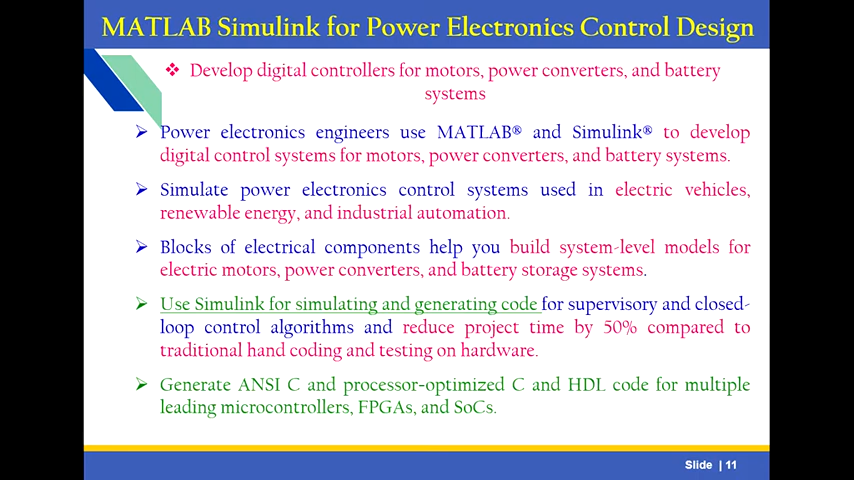 MATLAB Simulink for Power Electronics Control Design
❖ Develop digital controllers for motors, power converters, and battery
systems
➢ Power electronics engineers use MATLAB® and Simulink® to develop
digital control systems for motors, power converters, and battery systems.
➢ Simulate power electronics control systems used in electric vehicles,
renewable energy, and industrial automation.
➢ Blocks of electrical components help you build system-level models for
electric motors, power converters, and battery storage systems.
➢ Use Simulink for simulating and generating code for supervisory and closed-
loop control algorithms and reduce project time by 50% compared to
traditional hand coding and testing on hardware.
➢ Generate ANSI C and processor-optimized C and HDL code for multiple
leading microcontrollers, FPGAs, and SoCs.
Slide | 11